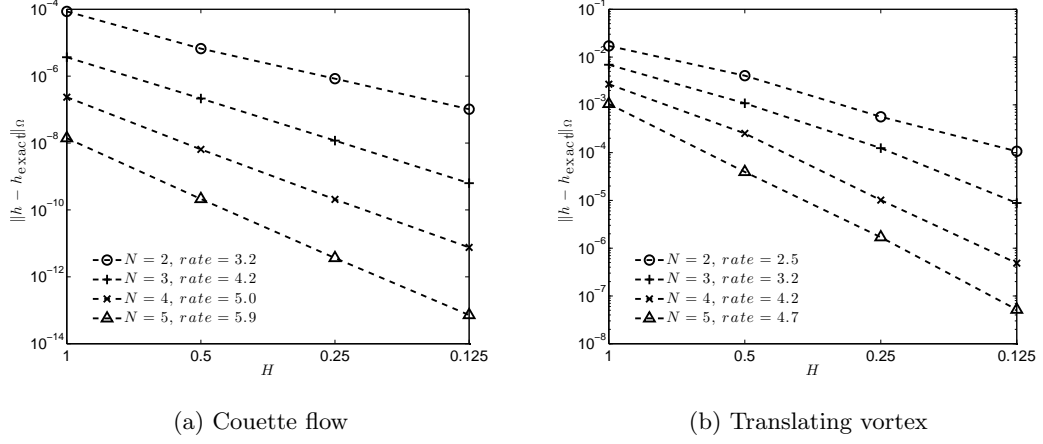 10⁻⁴
10⁻⁶
10⁻⁸
10⁻¹⁰
10⁻¹²
10⁻¹⁴
‖h − h_exact‖_Ω
N = 2, rate = 3.2
N = 3, rate = 4.2
N = 4, rate = 5.0
N = 5, rate = 5.9
1 0.5 0.25 0.125
H
(a) Couette flow
10⁻¹
10⁻²
10⁻³
10⁻⁴
10⁻⁵
10⁻⁶
10⁻⁷
10⁻⁸
‖h − h_exact‖_Ω
N = 2, rate = 2.5
N = 3, rate = 3.2
N = 4, rate = 4.2
N = 5, rate = 4.7
1 0.5 0.25 0.125
H
(b) Translating vortex